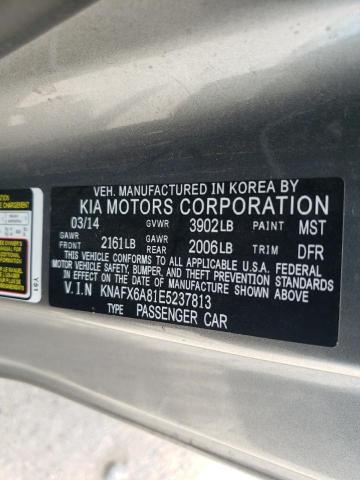 VEH. MANUFACTURED IN KOREA BY
KIA MOTORS CORPORATION
03/14 GVWR 3902LB PAINT MST
GAWR FRONT 2161LB GAWR REAR 2006LB TRIM DFR
THIS VEHICLE CONFORMS TO ALL APPLICABLE U.S.A. FEDERAL
MOTOR VEHICLE SAFETY, BUMPER, AND THEFT PREVENTION STANDARDS
IN EFFECT ON THE DATE OF MANUFACTURE SHOWN ABOVE.
V.I.N KNAFX6A81E5237813
TYPE PASSENGER CAR
YS1